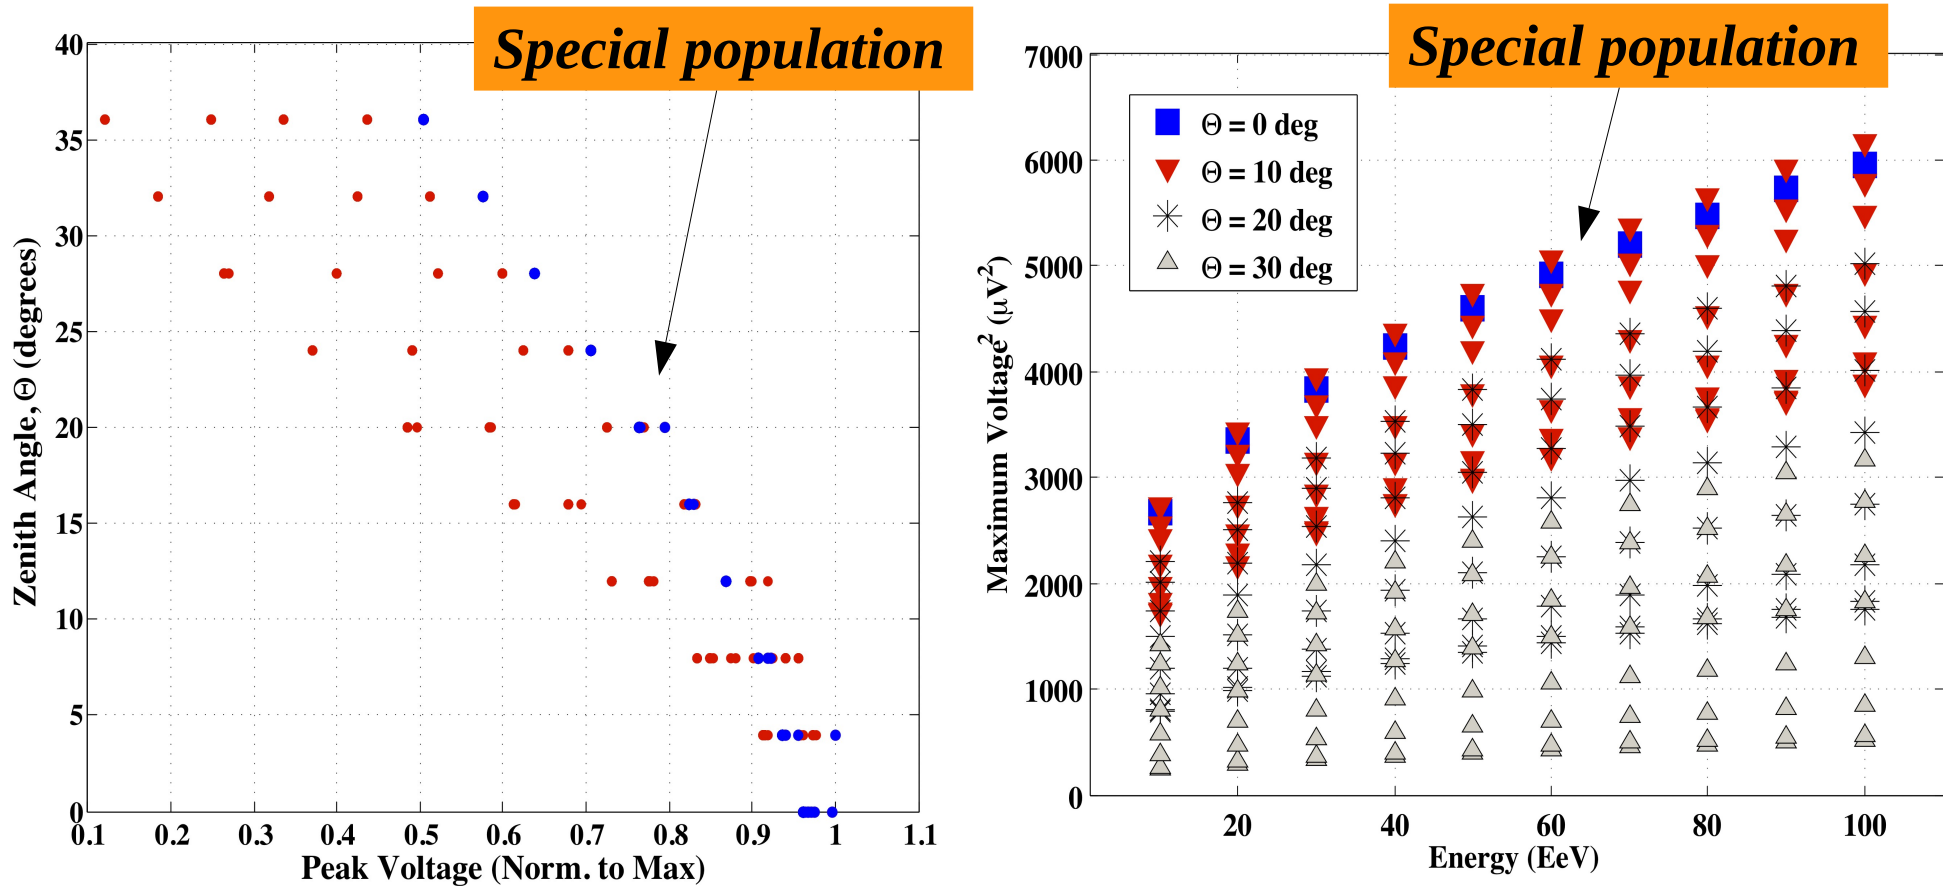 Special population
40
35
30
25
20
15
10
5
0
Zenith Angle, Θ (degrees)
0.1 0.2 0.3 0.4 0.5 0.6 0.7 0.8 0.9 1 1.1
Peak Voltage (Norm. to Max)
Special population
7000
6000
5000
4000
3000
2000
1000
0
Maximum Voltage² (μV²)
Θ = 0 deg
Θ = 10 deg
Θ = 20 deg
Θ = 30 deg
20 40 60 80 100
Energy (EeV)